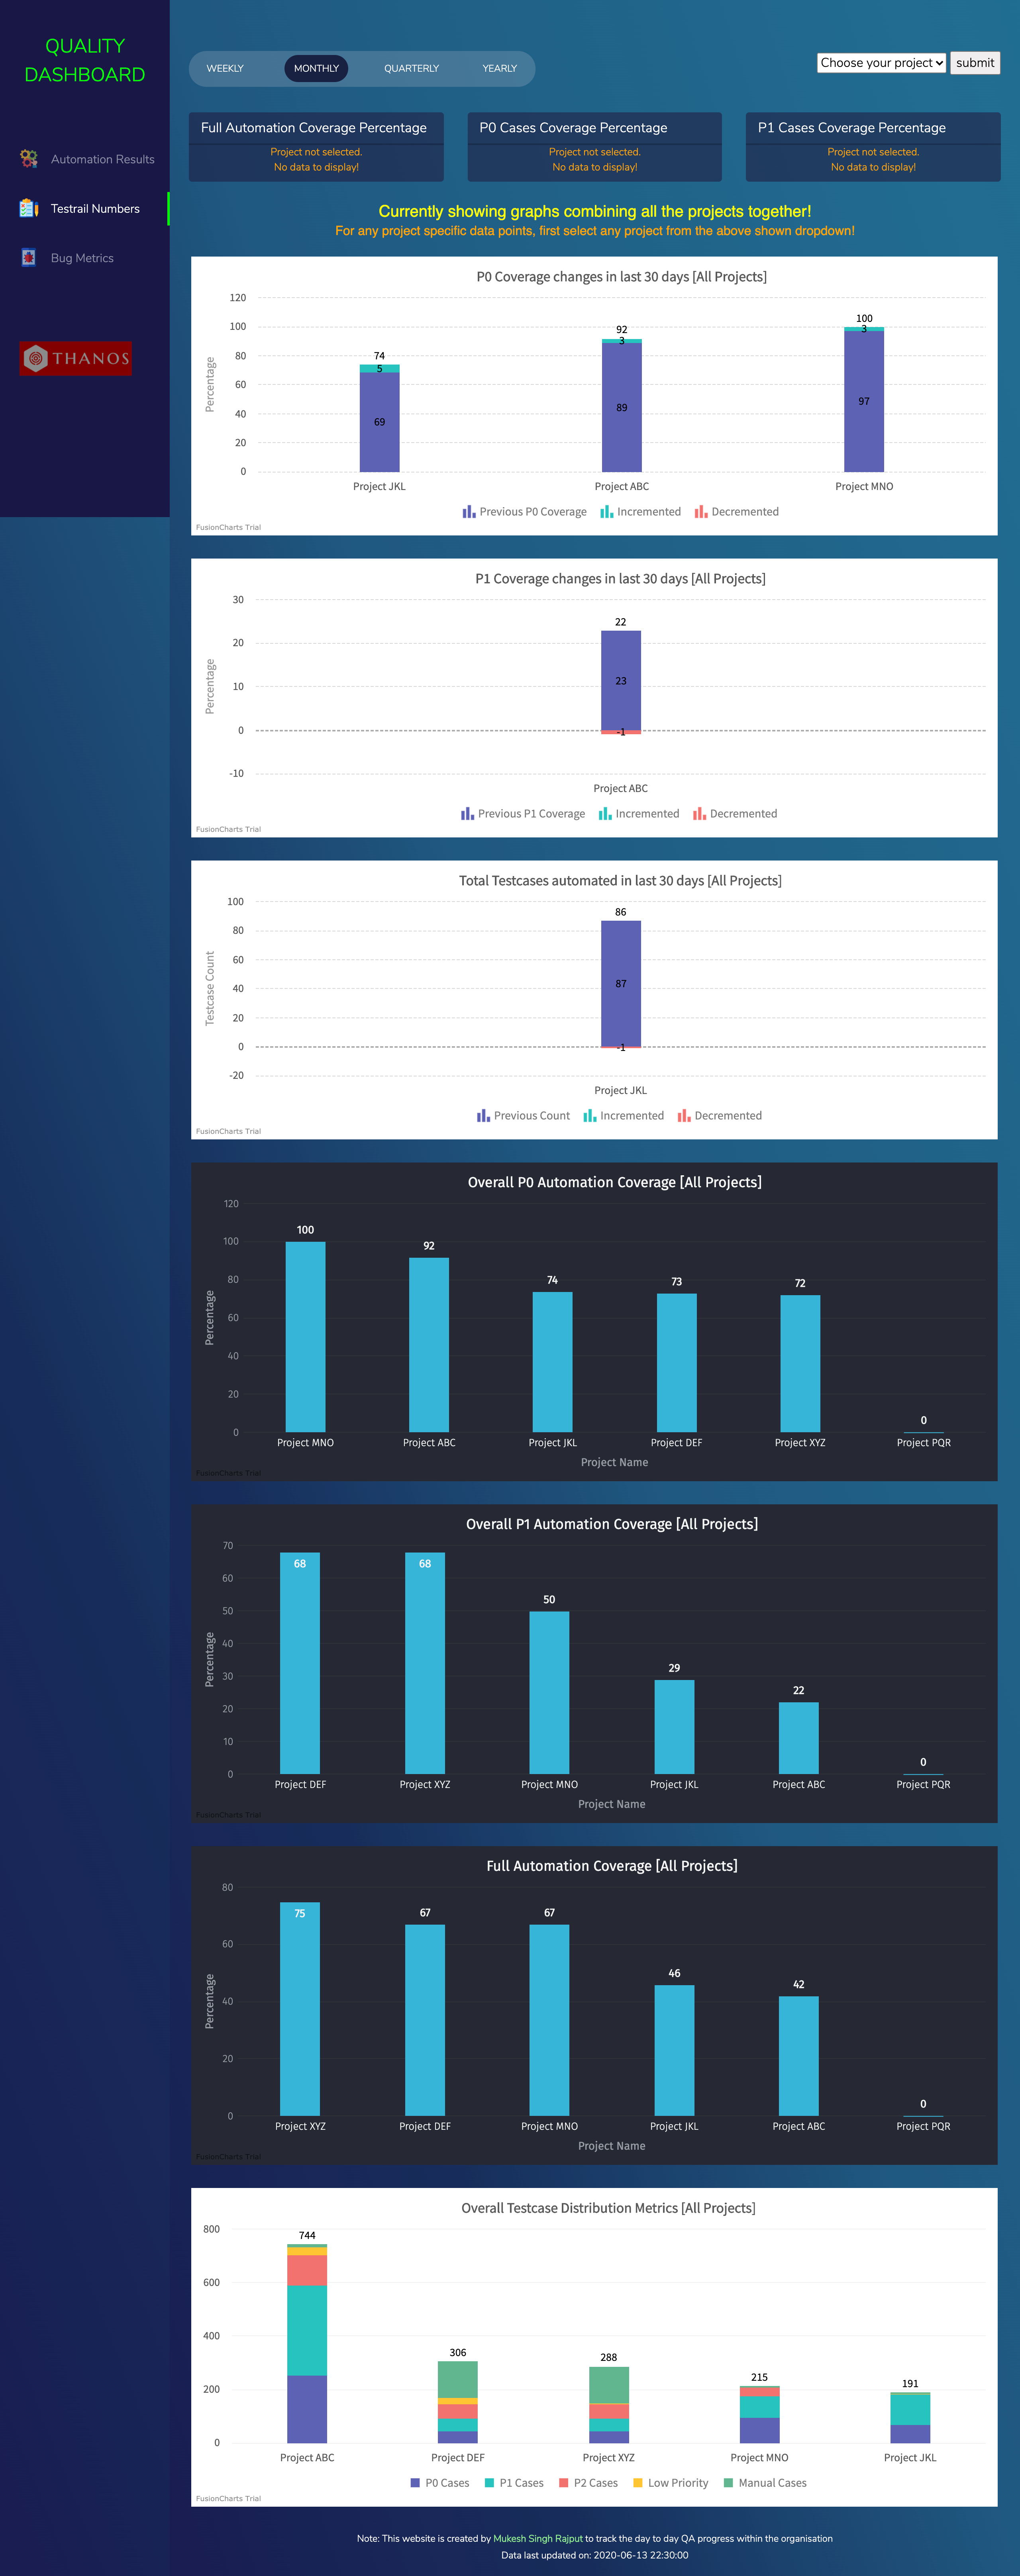 QUALITY
DASHBOARD
Automation Results
Testrail Numbers
Bug Metrics
THANOS
WEEKLY MONTHLY QUARTERLY YEARLY
Choose your project submit
Full Automation Coverage Percentage
Project not selected.
No data to display!
P0 Cases Coverage Percentage
Project not selected.
No data to display!
P1 Cases Coverage Percentage
Project not selected.
No data to display!
Currently showing graphs combining all the projects together!
For any project specific data points, first select any project from the above shown dropdown!
P0 Coverage changes in last 30 days [All Projects]
Percentage
120
100
80
60
40
20
0
74 92 100
5 3 3
69 89 97
Project JKL Project ABC Project MNO
Previous P0 Coverage Incremented Decremented
FusionCharts Trial
P1 Coverage changes in last 30 days [All Projects]
Percentage
30
20
10
0
-10
22
23
-1
Project ABC
Previous P1 Coverage Incremented Decremented
FusionCharts Trial
Total Testcases automated in last 30 days [All Projects]
Testcase Count
100
80
60
40
20
0
-20
86
87
-1
Project JKL
Previous Count Incremented Decremented
FusionCharts Trial
Overall P0 Automation Coverage [All Projects]
Percentage
120
100
80
60
40
20
0
100 92 74 73 72 0
Project MNO Project ABC Project JKL Project DEF Project XYZ Project PQR
Project Name
FusionCharts Trial
Overall P1 Automation Coverage [All Projects]
Percentage
70
60
50
40
30
20
10
0
68 68 50 29 22 0
Project DEF Project XYZ Project MNO Project JKL Project ABC Project PQR
Project Name
FusionCharts Trial
Full Automation Coverage [All Projects]
Percentage
80
60
40
20
0
75 67 67 46 42 0
Project XYZ Project DEF Project MNO Project JKL Project ABC Project PQR
Project Name
FusionCharts Trial
Overall Testcase Distribution Metrics [All Projects]
800
600
400
200
0
744 306 288 215 191
Project ABC Project DEF Project XYZ Project MNO Project JKL
P0 Cases P1 Cases P2 Cases Low Priority Manual Cases
FusionCharts Trial
Note: This website is created by Mukesh Singh Rajput to track the day to day QA progress within the organisation
Data last updated on: 2020-06-13 22:30:00